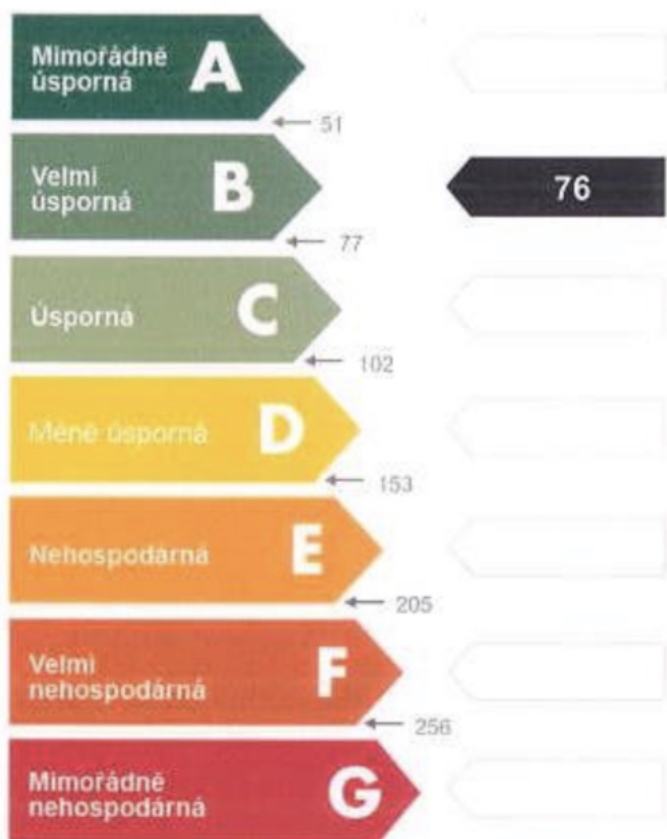 Mimořádně
úsporná
A
51
Velmi
úsporná
B
76
77
Úsporná
C
102
Méně úsporná
D
153
Nehospodárná
E
205
Velmi
nehospodárná
F
256
Mimořádně
nehospodárná
G